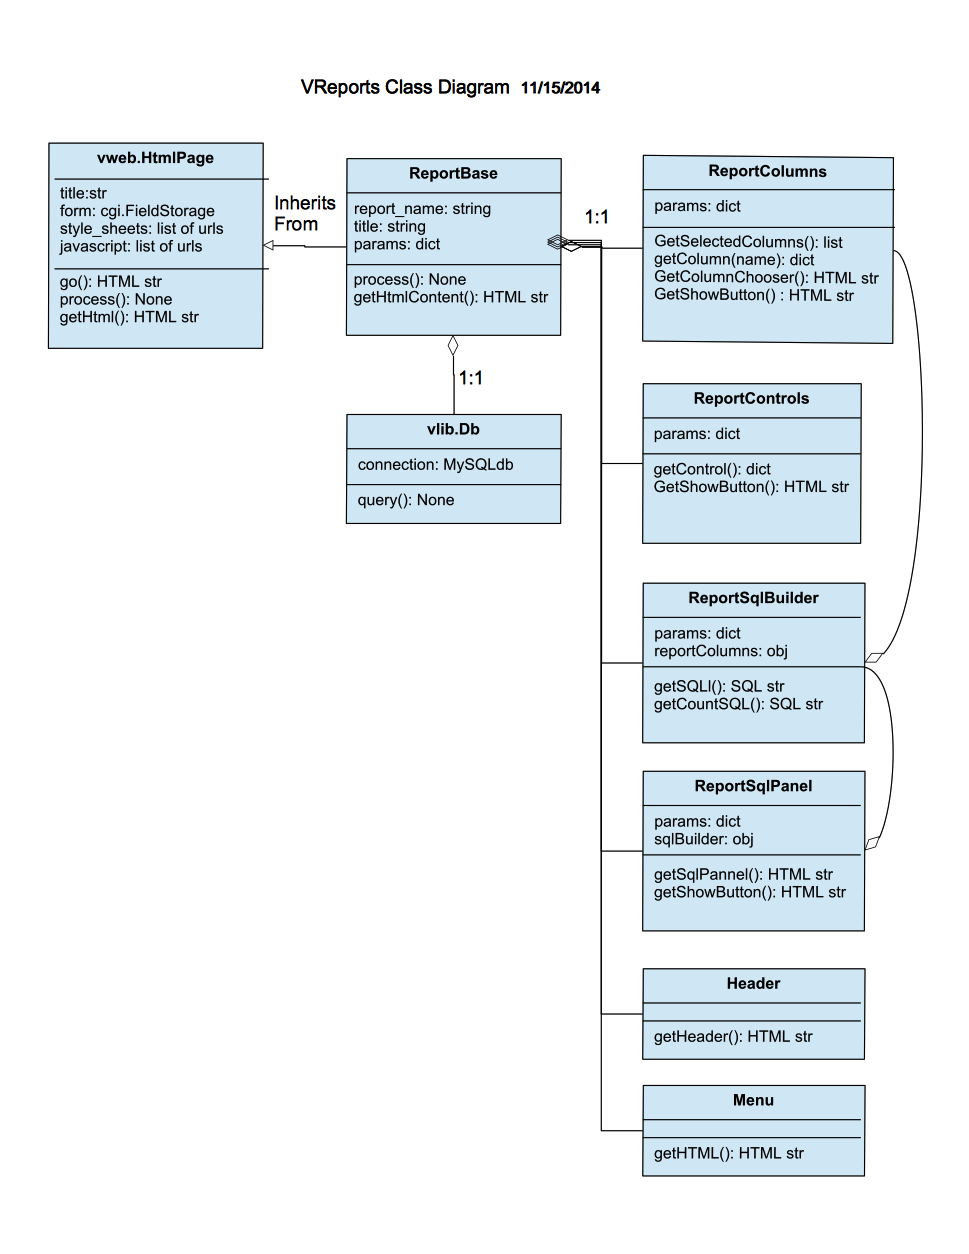 VReports Class Diagram 11/15/2014
vweb.HtmlPage
title:str
form: cgi.FieldStorage
style_sheets: list of urls
javascript: list of urls
go(): HTML str
process(): None
getHtml(): HTML str
Inherits
From
ReportBase
report_name: string
title: string
params: dict
process(): None
getHtmlContent(): HTML str
1:1
vlib.Db
connection: MySQLdb
query(): None
1:1
ReportColumns
params: dict
GetSelectedColumns(): list
getColumn(name): dict
GetColumnChooser(): HTML str
GetShowButton() : HTML str
ReportControls
params: dict
getControl(): dict
GetShowButton(): HTML str
ReportSqlBuilder
params: dict
reportColumns: obj
getSQLl(): SQL str
getCountSQL(): SQL str
ReportSqlPanel
params: dict
sqlBuilder: obj
getSqlPannel(): HTML str
getShowButton(): HTML str
Header
getHeader(): HTML str
Menu
getHTML(): HTML str